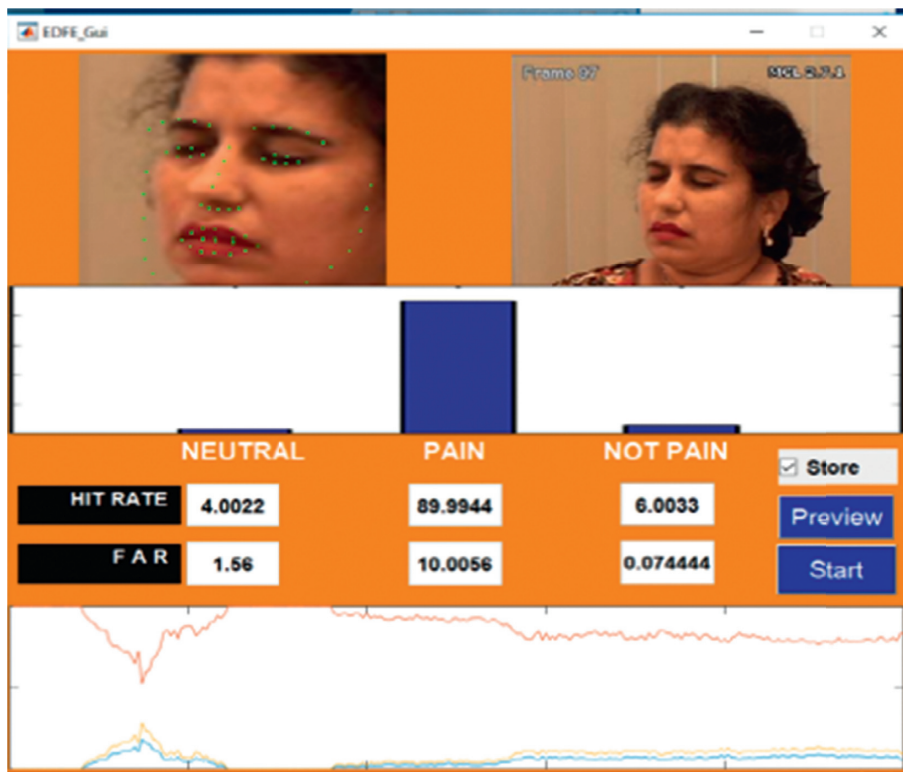 EDFE_Gui
Frame 07
NEUTRAL PAIN NOT PAIN
Store
HIT RATE 4.0022 89.9944 6.0033
Preview
F A R 1.56 10.0056 0.074444
Start